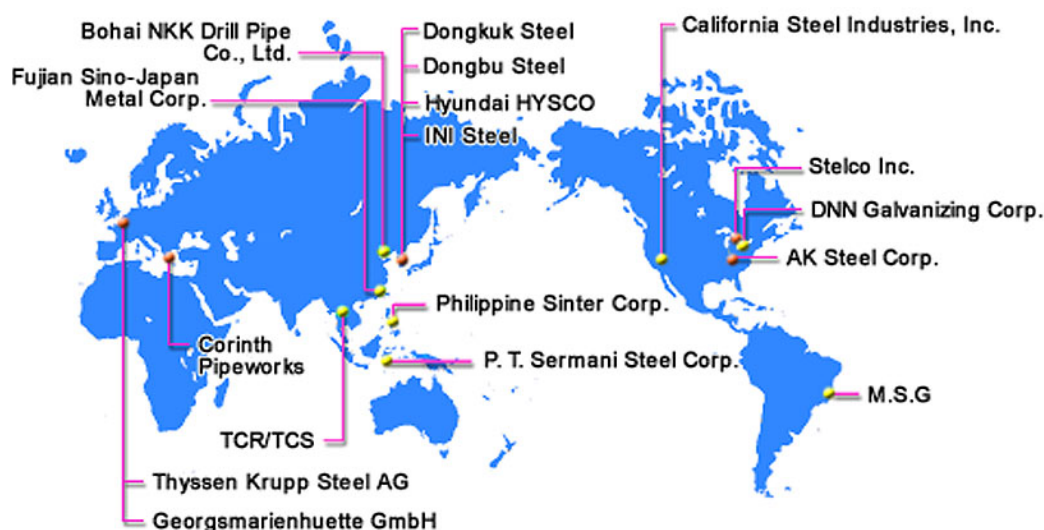 Bohai NKK Drill Pipe
Co., Ltd.
Fujian Sino-Japan
Metal Corp.
Dongkuk Steel
Dongbu Steel
Hyundai HYSCO
INI Steel
California Steel Industries, Inc.
Stelco Inc.
DNN Galvanizing Corp.
AK Steel Corp.
Philippine Sinter Corp.
P. T. Sermani Steel Corp.
M.S.G
Corinth
Pipeworks
TCR/TCS
Thyssen Krupp Steel AG
Georgsmarienhuette GmbH